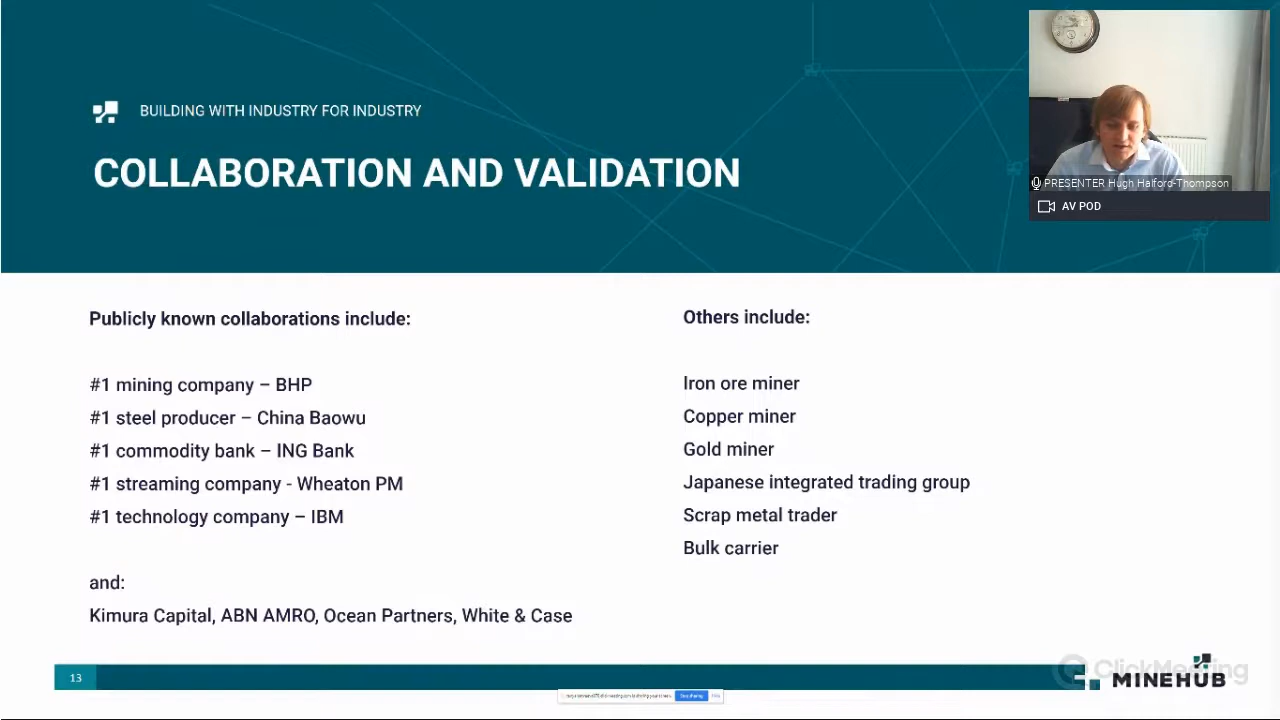 BUILDING WITH INDUSTRY FOR INDUSTRY
COLLABORATION AND VALIDATION
PRESENTER Hugh Halford-Thompson
AV POD
Publicly known collaborations include:
#1 mining company – BHP
#1 steel producer – China Baowu
#1 commodity bank – ING Bank
#1 streaming company - Wheaton PM
#1 technology company – IBM
and:
Kimura Capital, ABN AMRO, Ocean Partners, White & Case
Others include:
Iron ore miner
Copper miner
Gold miner
Japanese integrated trading group
Scrap metal trader
Bulk carrier
13
ClickMeeting
MINEHUB
Stop sharing